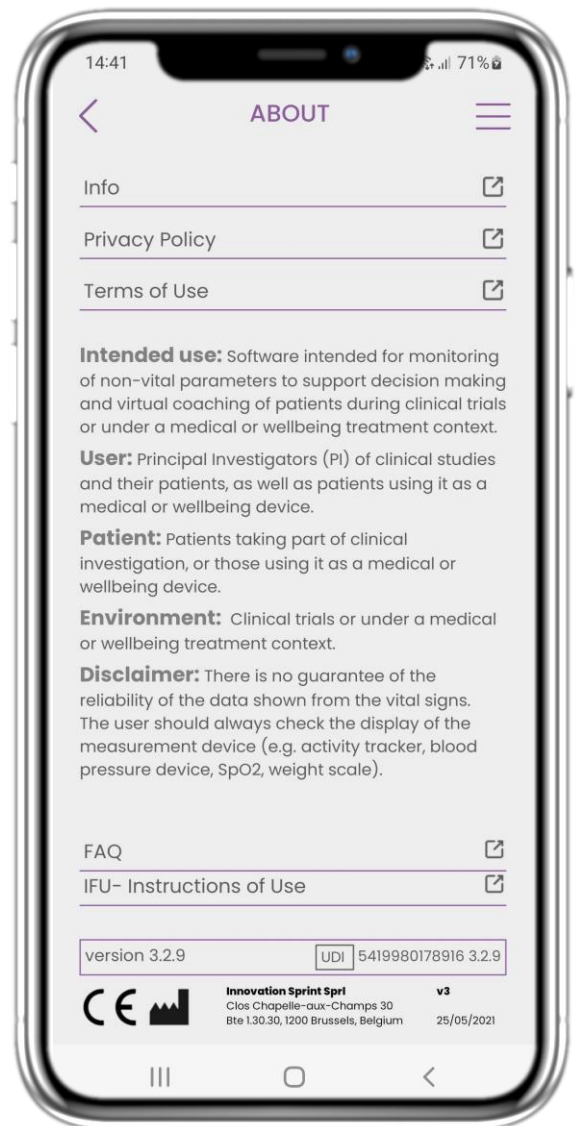 14:41
71%
ABOUT
Info
Privacy Policy
Terms of Use
Intended use: Software intended for monitoring
of non-vital parameters to support decision making
and virtual coaching of patients during clinical trials
or under a medical or wellbeing treatment context.
User: Principal Investigators (PI) of clinical studies
and their patients, as well as patients using it as a
medical or wellbeing device.
Patient: Patients taking part of clinical
investigation, or those using it as a medical or
wellbeing device.
Environment: Clinical trials or under a medical
or wellbeing treatment context.
Disclaimer: There is no guarantee of the
reliability of the data shown from the vital signs.
The user should always check the display of the
measurement device (e.g. activity tracker, blood
pressure device, SpO2, weight scale).
FAQ
IFU- Instructions of Use
version 3.2.9 UDI 5419980178916 3.2.9
CE
Innovation Sprint Sprl v3
Clos Chapelle-aux-Champs 30
Bte 1.30.30, 1200 Brussels, Belgium 25/05/2021